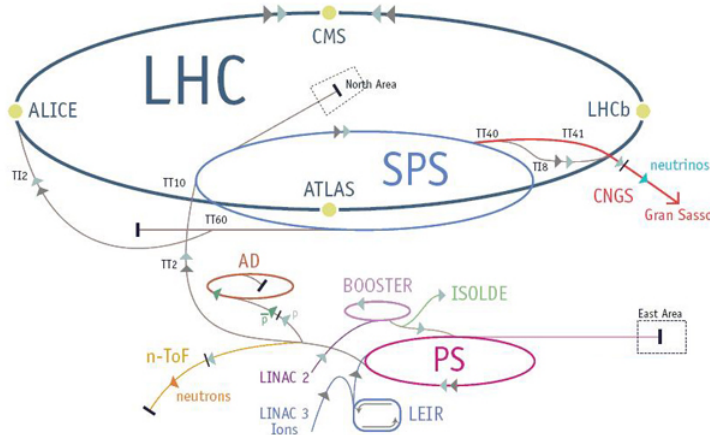 CMS
LHC
North Area
ALICE
LHCb
TT40
TT41
SPS
TI8
neutrinos
TI2
TT10
ATLAS
CNGS
Gran Sasso
TT60
TT2
AD
BOOSTER
ISOLDE
East Area
p
p
n-ToF
PS
LINAC 2
neutrons
LINAC 3
Ions
LEIR